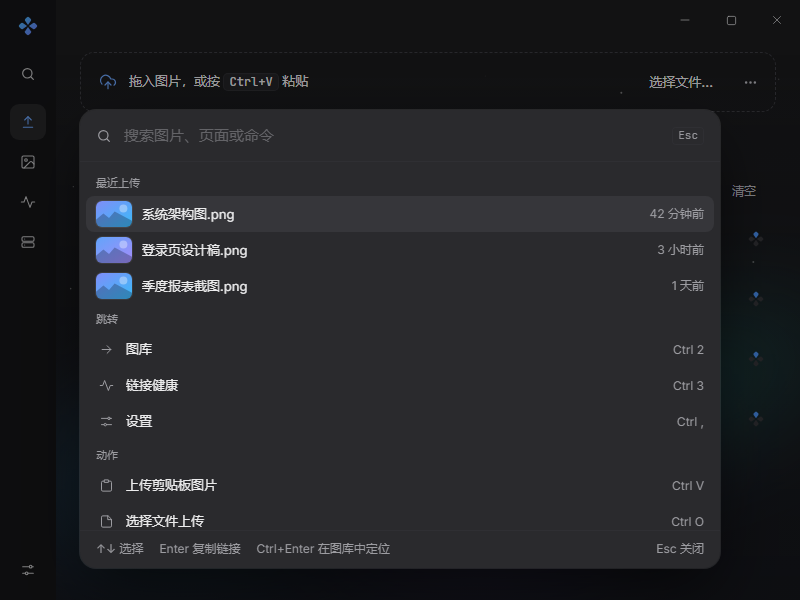 拖入图片，或按 Ctrl+V 粘贴 选择文件...
搜索图片、页面或命令 Esc
最近上传
清空
系统架构图.png 42 分钟前
登录页设计稿.png 3 小时前
季度报表截图.png 1 天前
跳转
图库 Ctrl 2
链接健康 Ctrl 3
设置 Ctrl ,
动作
上传剪贴板图片 Ctrl V
选择文件上传 Ctrl O
↑↓ 选择 Enter 复制链接 Ctrl+Enter 在图库中定位 Esc 关闭